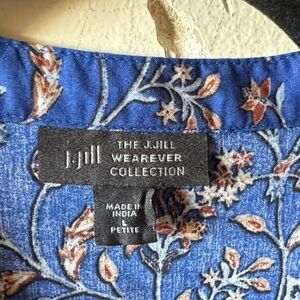 j.jill
THE J.JILL
WEAREVER
COLLECTION
MADE IN
INDIA
L
PETITE